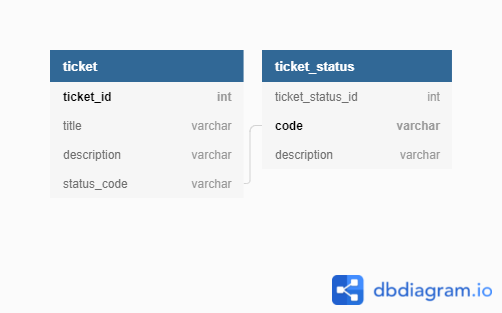 ticket
ticket_id int
title varchar
description varchar
status_code varchar
ticket_status
ticket_status_id int
code varchar
description varchar
dbdiagram.io